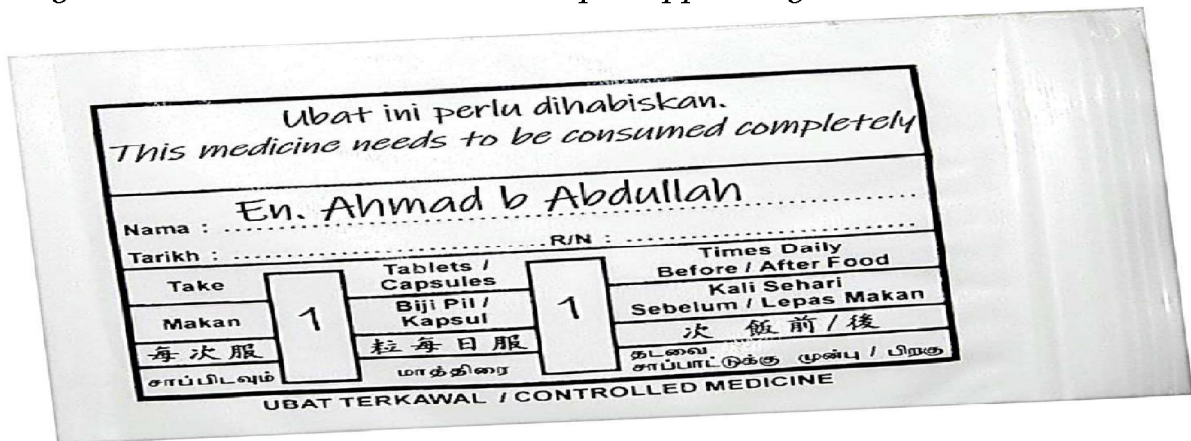 Ubat ini perlu dihabiskan.
This medicine needs to be consumed completely
Nama : En. Ahmad b Abdullah
Tarikh : R/N :
Take
1
Tablets /
Capsules
1
Times Daily
Before / After Food
Makan
Biji Pil /
Kapsul
Kali Sehari
Sebelum / Lepas Makan
每次服
粒每日服
次 飯前 / 後
சாப்பிடவும்
மாத்திரை
தடவை
சாப்பாட்டுக்கு முன்பு / பிறகு
UBAT TERKAWAL / CONTROLLED MEDICINE